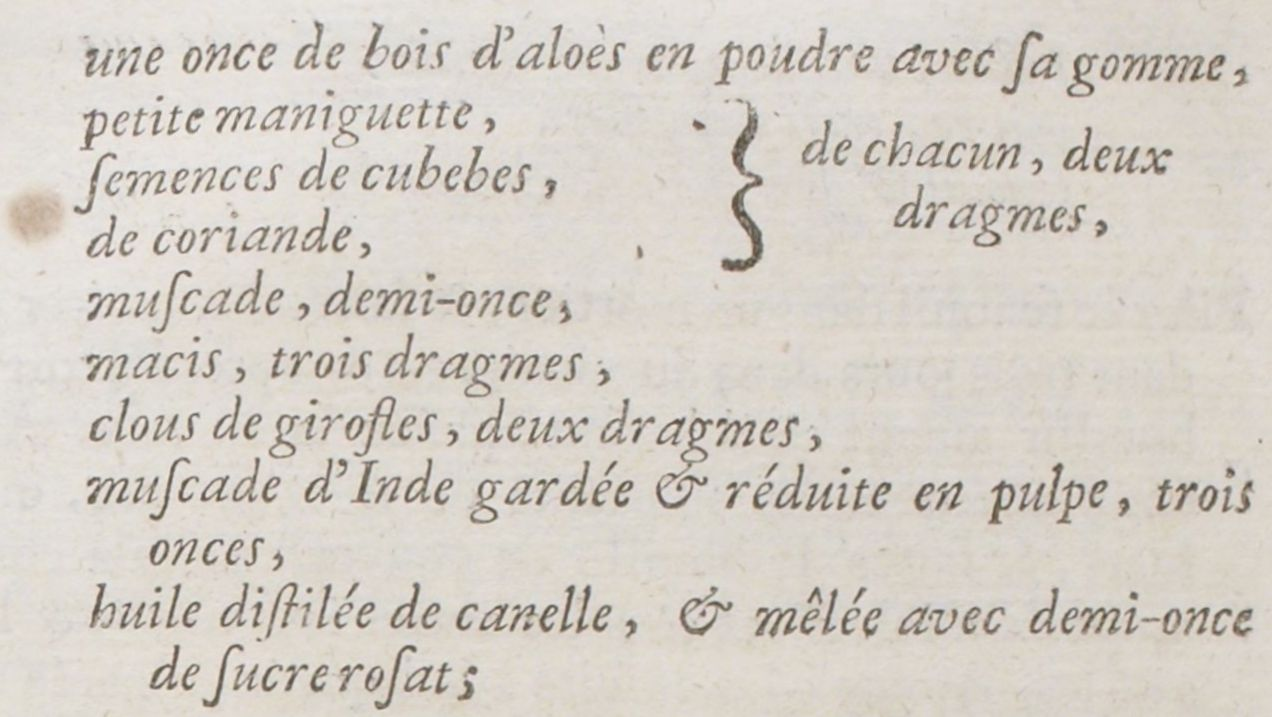 une once de bois d'aloès en poudre avec ſa gomme,
petite maniguette,
ſemences de cubebes,
de coriande,
de chacun, deux
dragmes,
muſcade, demi-once,
macis, trois dragmes,
clous de girofles, deux dragmes,
muſcade d'Inde gardée & réduite en pulpe, trois
onces,
huile diſtilée de canelle, & mêlée avec demi-once
de ſucre roſat;